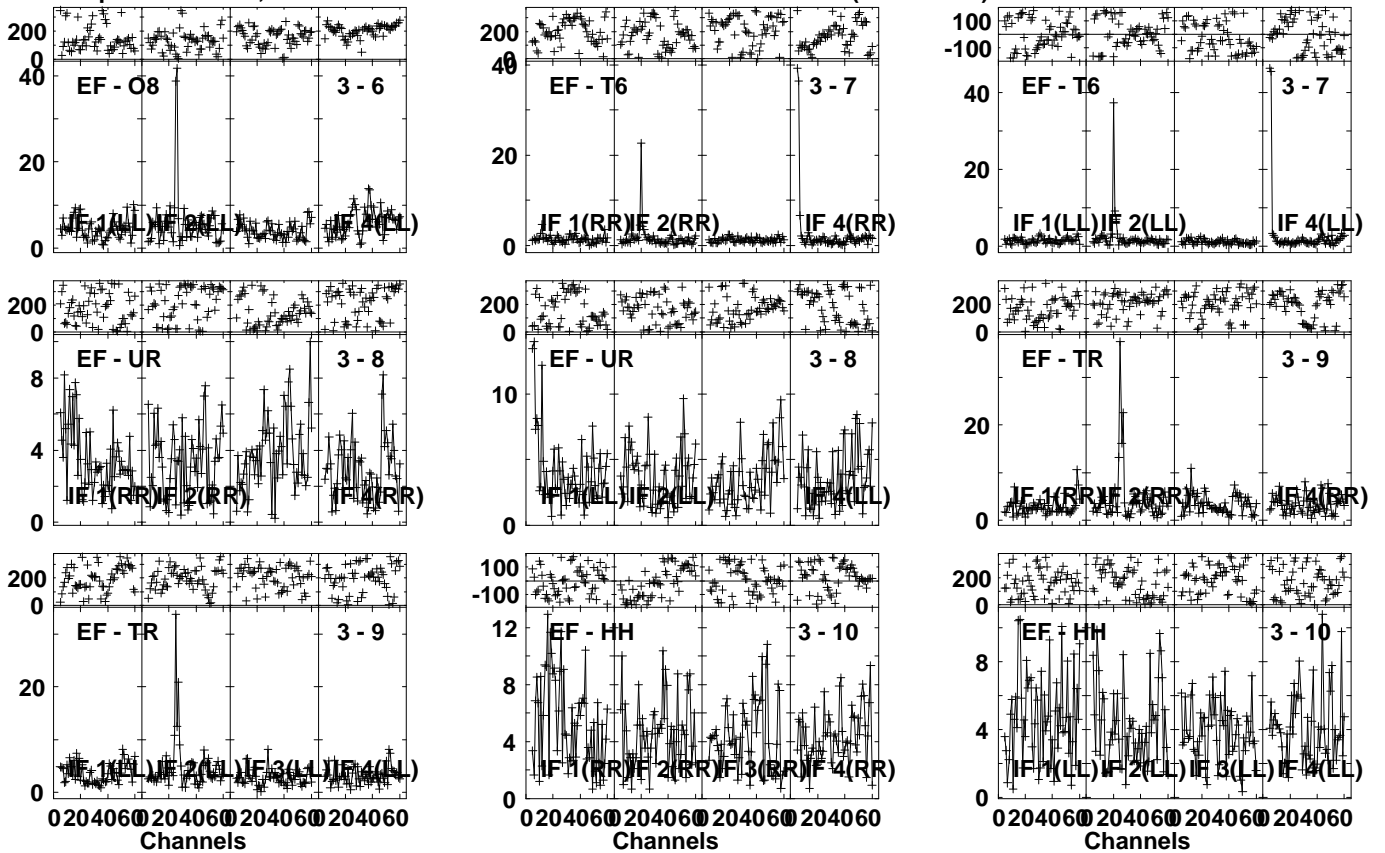 200
0
200
0
100
-100
EF - O8 3 - 6
EF - T6 3 - 7
EF - T6 3 - 7
40
20
0
40
20
0
40
20
0
IF 1(LL) IF 2(LL) IF 4(LL)
IF 1(RR) IF 2(RR) IF 4(RR)
IF 1(LL) IF 2(LL) IF 4(LL)
200
0
200
0
200
0
EF - UR 3 - 8
EF - UR 3 - 8
EF - TR 3 - 9
8
4
0
10
0
20
0
IF 1(RR) IF 2(RR) IF 4(RR)
IF 1(LL) IF 2(LL) IF 4(LL)
IF 1(RR) IF 2(RR) IF 4(RR)
200
0
100
-100
200
0
EF - TR 3 - 9
EF - HH 3 - 10
EF - HH 3 - 10
20
0
12
8
4
0
8
4
0
IF 1(LL) IF 2(LL) IF 3(LL) IF 4(LL)
IF 1(RR) IF 2(RR) IF 3(RR) IF 4(RR)
IF 1(LL) IF 2(LL) IF 3(LL) IF 4(LL)
0 20 40 60 0 20 40 60 0 20 40 60 0 20 40 60
0 20 40 60 0 20 40 60 0 20 40 60 0 20 40 60
0 20 40 60 0 20 40 60 0 20 40 60 0 20 40 60
Channels
Channels
Channels